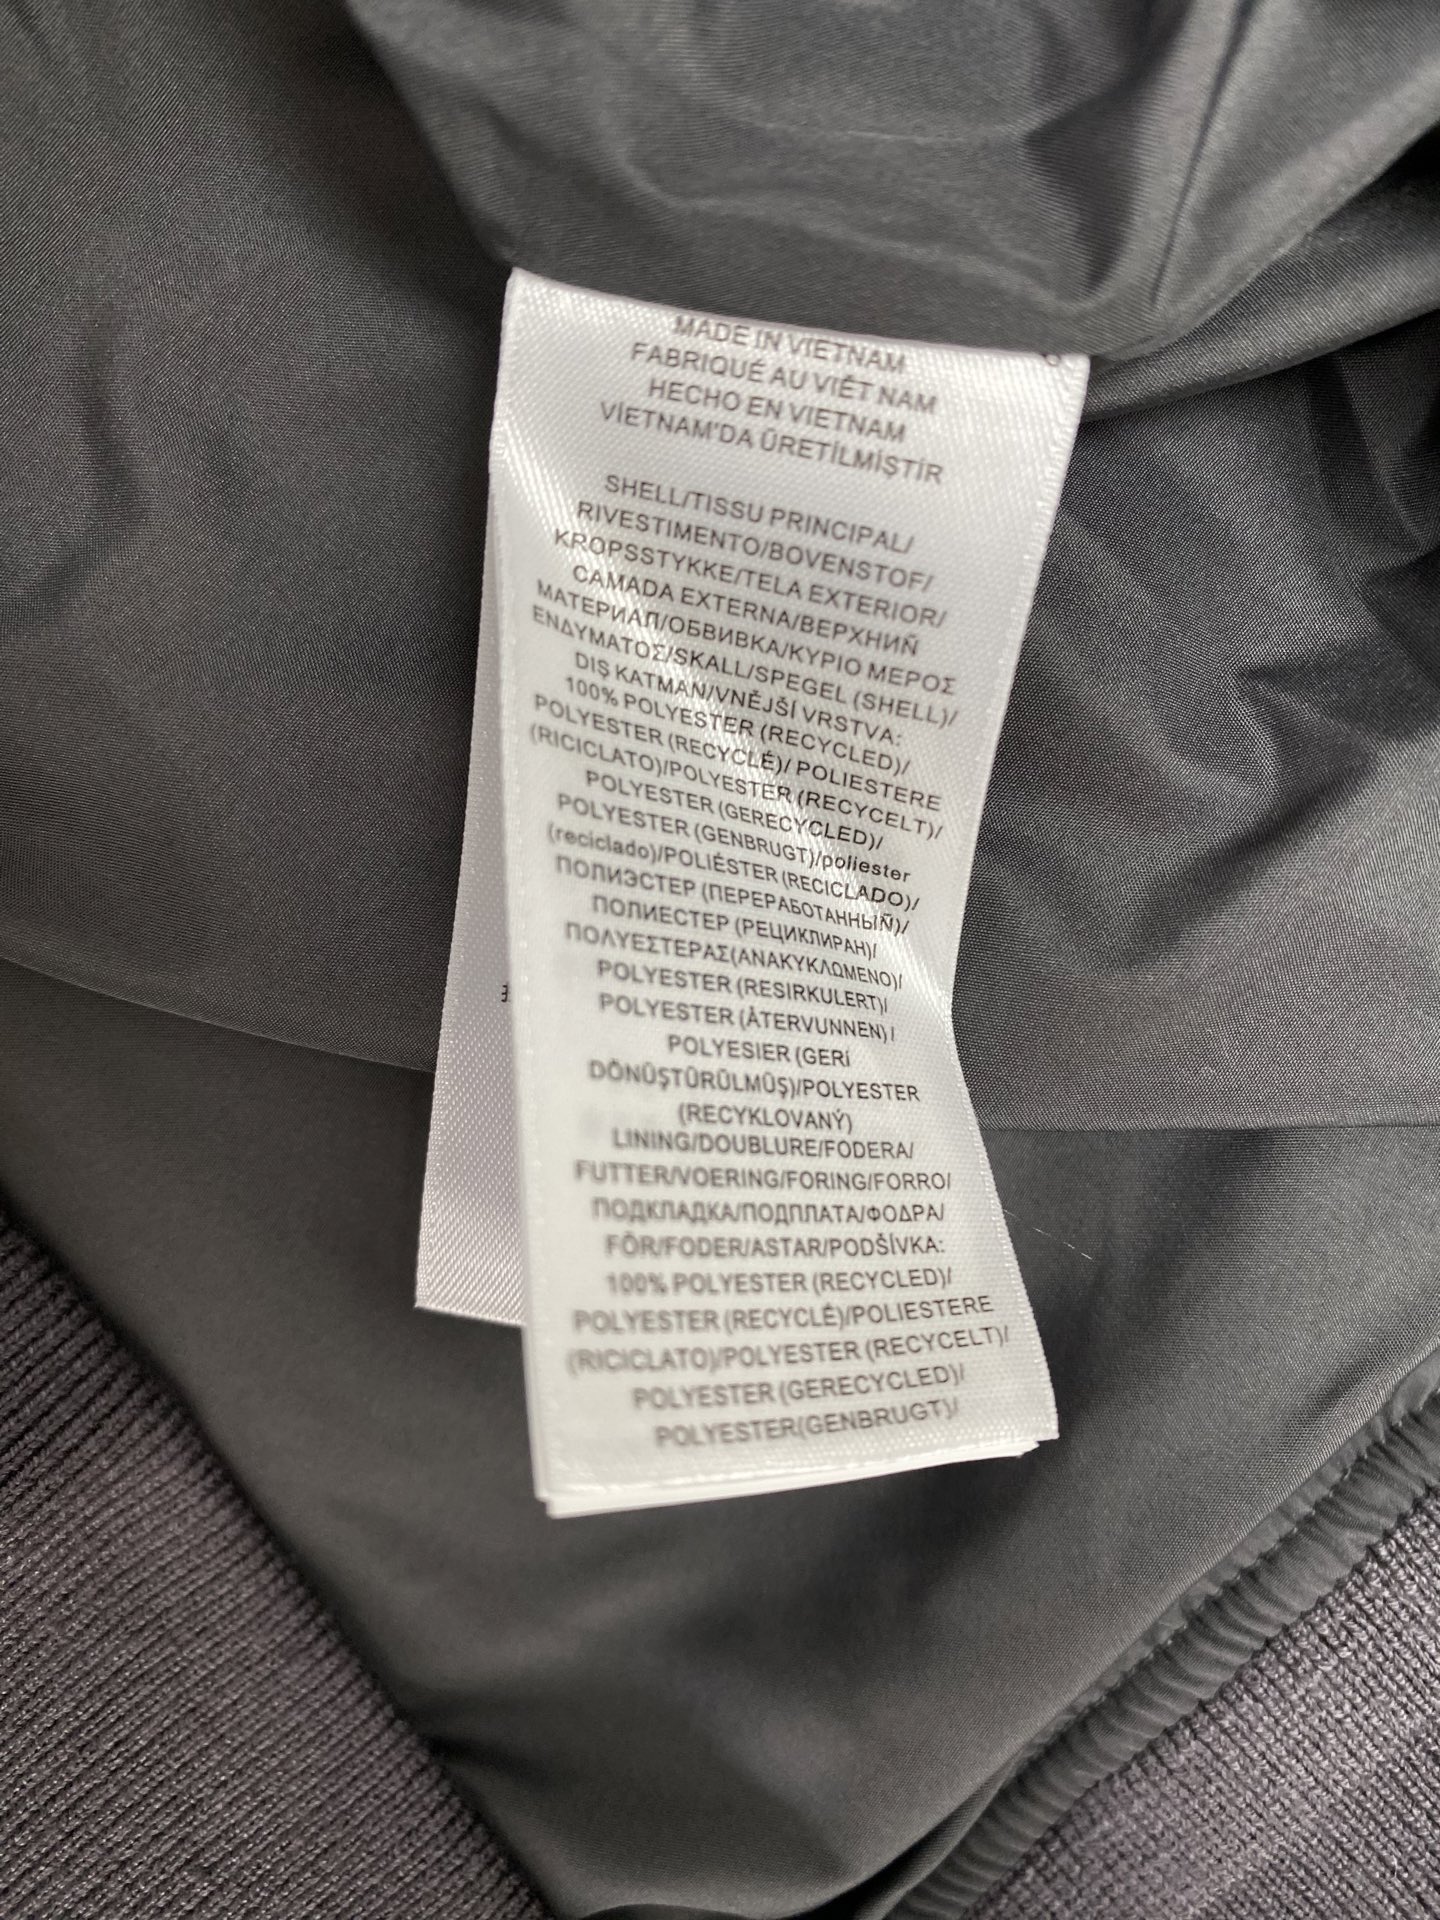 MADE IN VIETNAM
FABRIQUÉ AU VIÊT NAM
HECHO EN VIETNAM
VİETNAM'DA ÜRETİLMİŞTİR
SHELL/TISSU PRINCIPAL/
RIVESTIMENTO/BOVENSTOF/
KROPSSTYKKE/TELA EXTERIOR/
CAMADA EXTERNA/ВЕРХНИЙ
МАТЕРИАЛ/ОБВИВКА/ΚΥΡΙΟ ΜΕΡΟΣ
ΕΝΔΥΜΑΤΟΣ/SKALL/SPEGEL (SHELL)/
DIŞ KATMAN/VNĚJŠÍ VRSTVA:
100% POLYESTER (RECYCLED)/
POLYESTER (RECYCLÉ)/ POLIESTERE
(RICICLATO)/POLYESTER (RECYCELT)/
POLYESTER (GERECYCLED)/
POLYESTER (GENBRUGT)/poliester
(reciclado)/POLIÉSTER (RECICLADO)/
ПОЛИЭСТЕР (ПЕРЕРАБОТАННЫЙ)/
ПОЛИЕСТЕР (РЕЦИКЛИРАН)/
ΠΟΛΥΕΣΤΕΡΑΣ(ΑΝΑΚΥΚΛΩΜΕΝΟ)/
POLYESTER (RESIRKULERT)/
POLYESTER (ÅTERVUNNEN) /
POLYESIER (GERİ
DÖNÜŞTÜRÜLMÜŞ)/POLYESTER
(RECYKLOVANÝ)
LINING/DOUBLURE/FODERA/
FUTTER/VOERING/FORING/FORRO/
ПОДКЛАДКА/ПОДПЛАТА/ΦΟΔΡΑ/
FÔR/FODER/ASTAR/PODŠÍVKA:
100% POLYESTER (RECYCLED)/
POLYESTER (RECYCLÉ)/POLIESTERE
(RICICLATO)/POLYESTER (RECYCELT)/
POLYESTER (GERECYCLED)/
POLYESTER(GENBRUGT)/